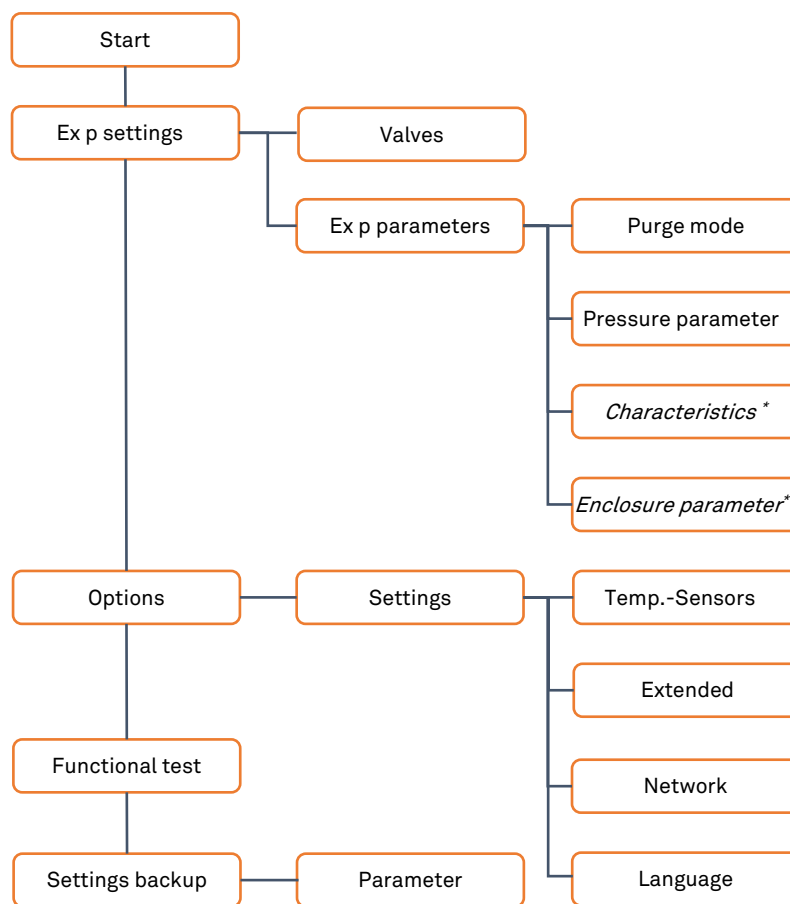 Start
Ex p settings
Valves
Ex p parameters
Purge mode
Pressure parameter
Characteristics *
Enclosure parameter*
Options
Settings
Temp.-Sensors
Extended
Functional test
Network
Settings backup
Parameter
Language